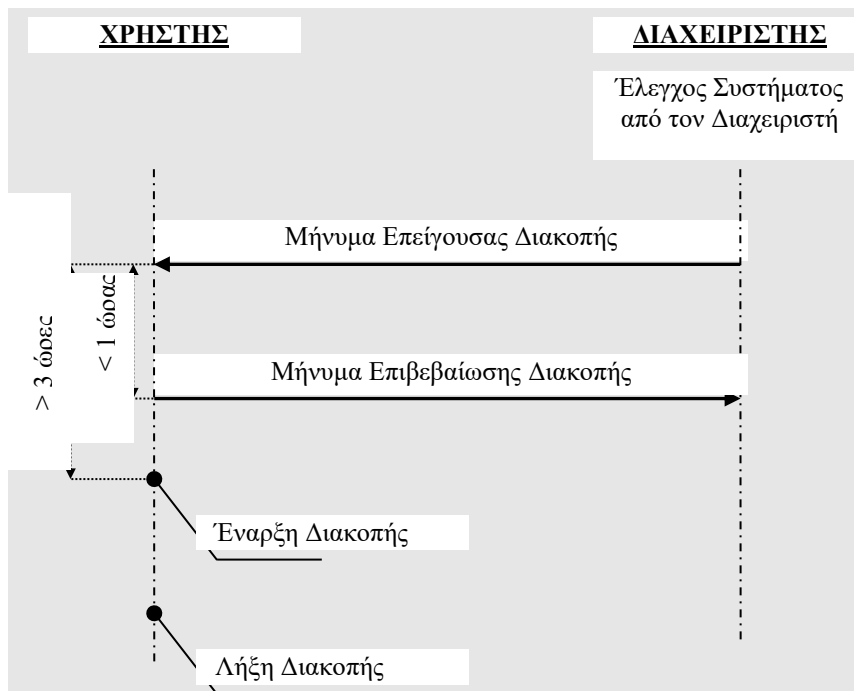 ΧΡΗΣΤΗΣ
ΔΙΑΧΕΙΡΙΣΤΗΣ
Έλεγχος Συστήματος
από τον Διαχειριστή
Μήνυμα Επείγουσας Διακοπής
> 3 ώρες
< 1 ώρας
Μήνυμα Επιβεβαίωσης Διακοπής
Έναρξη Διακοπής
Λήξη Διακοπής